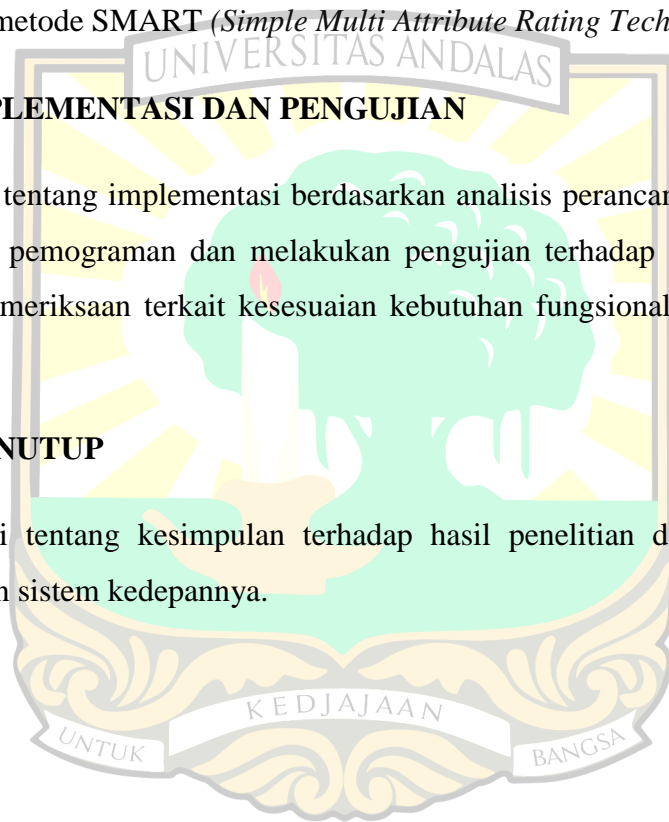 metode SMART (Simple Multi Attribute Rating Tech
UNIVERSITAS ANDALAS
PLEMENTASI DAN PENGUJIAN
tentang implementasi berdasarkan analisis perancan
pemograman dan melakukan pengujian terhadap
meriksaan terkait kesesuaian kebutuhan fungsional
NUTUP
i tentang kesimpulan terhadap hasil penelitian d
n sistem kedepannya.
KEDJAJAAN
UNTUK
BANGSA